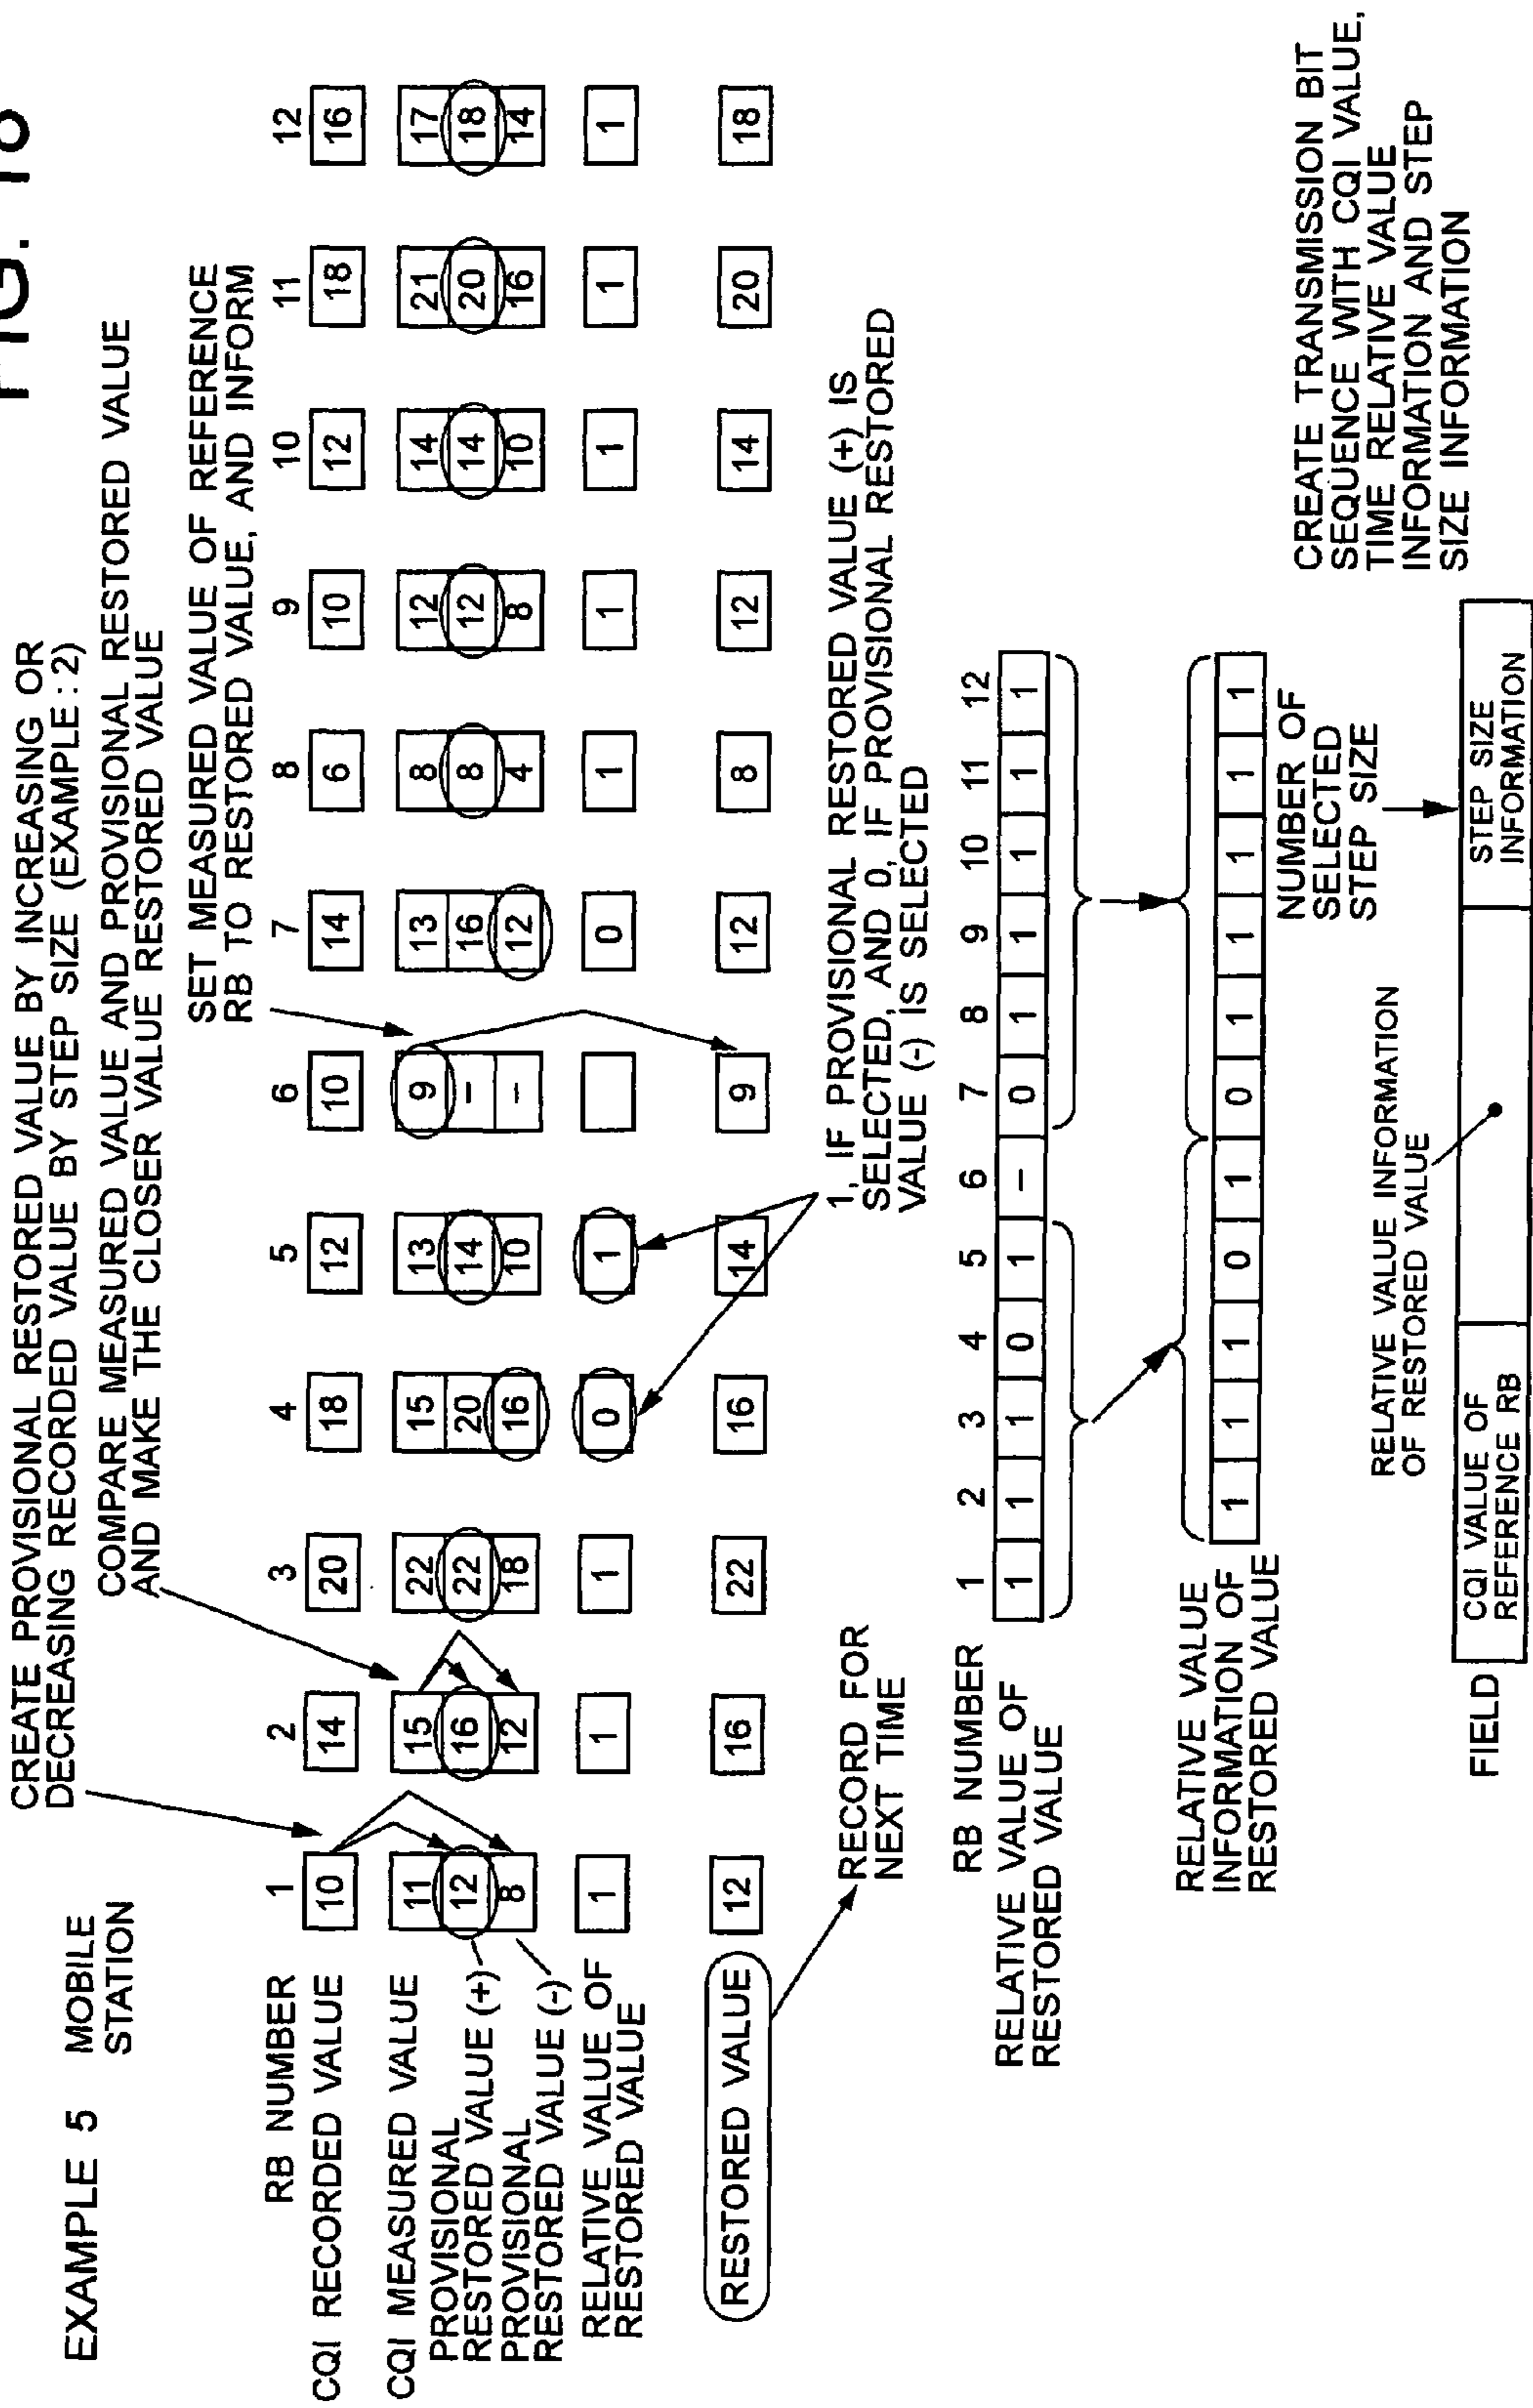 FIG. 18
EXAMPLE 5 MOBILE
STATION
CREATE PROVISIONAL RESTORED VALUE BY INCREASING OR
DECREASING RECORDED VALUE BY STEP SIZE (EXAMPLE : 2)
COMPARE MEASURED VALUE AND PROVISIONAL RESTORED VALUE
AND MAKE THE CLOSER VALUE RESTORED VALUE
SET MEASURED VALUE OF REFERENCE
RB TO RESTORED VALUE, AND INFORM
RB NUMBER 1 2 3 4 5 6 7 8 9 10 11 12
CQI RECORDED VALUE 10 14 20 18 12 10 14 6 10 12 18 16
CQI MEASURED VALUE 11 15 22 15 13 9 13 8 12 14 21 17
PROVISIONAL
RESTORED VALUE (+) 12 16 22 20 14 – 16 8 12 14 20 18
PROVISIONAL
RESTORED VALUE (-) 8 12 18 16 10 – 12 4 8 10 16 14
RELATIVE VALUE OF
RESTORED VALUE 1 1 1 0 1 0 1 1 1 1 1
RESTORED VALUE 12 16 22 16 14 9 12 8 12 14 20 18
RECORD FOR
NEXT TIME
1, IF PROVISIONAL RESTORED VALUE (+) IS
SELECTED, AND 0, IF PROVISIONAL RESTORED
VALUE (-) IS SELECTED
RB NUMBER 1 2 3 4 5 6 7 8 9 10 11 12
RELATIVE VALUE OF
RESTORED VALUE 1 1 1 0 1 – 0 1 1 1 1 1
RELATIVE VALUE
INFORMATION OF
RESTORED VALUE 1 1 1 0 1 0 1 1 1 1 1
NUMBER OF
SELECTED
STEP SIZE
RELATIVE VALUE INFORMATION
OF RESTORED VALUE
FIELD
CQI VALUE OF
REFERENCE RB
STEP SIZE
INFORMATION
CREATE TRANSMISSION BIT
SEQUENCE WITH CQI VALUE,
TIME RELATIVE VALUE
INFORMATION AND STEP
SIZE INFORMATION